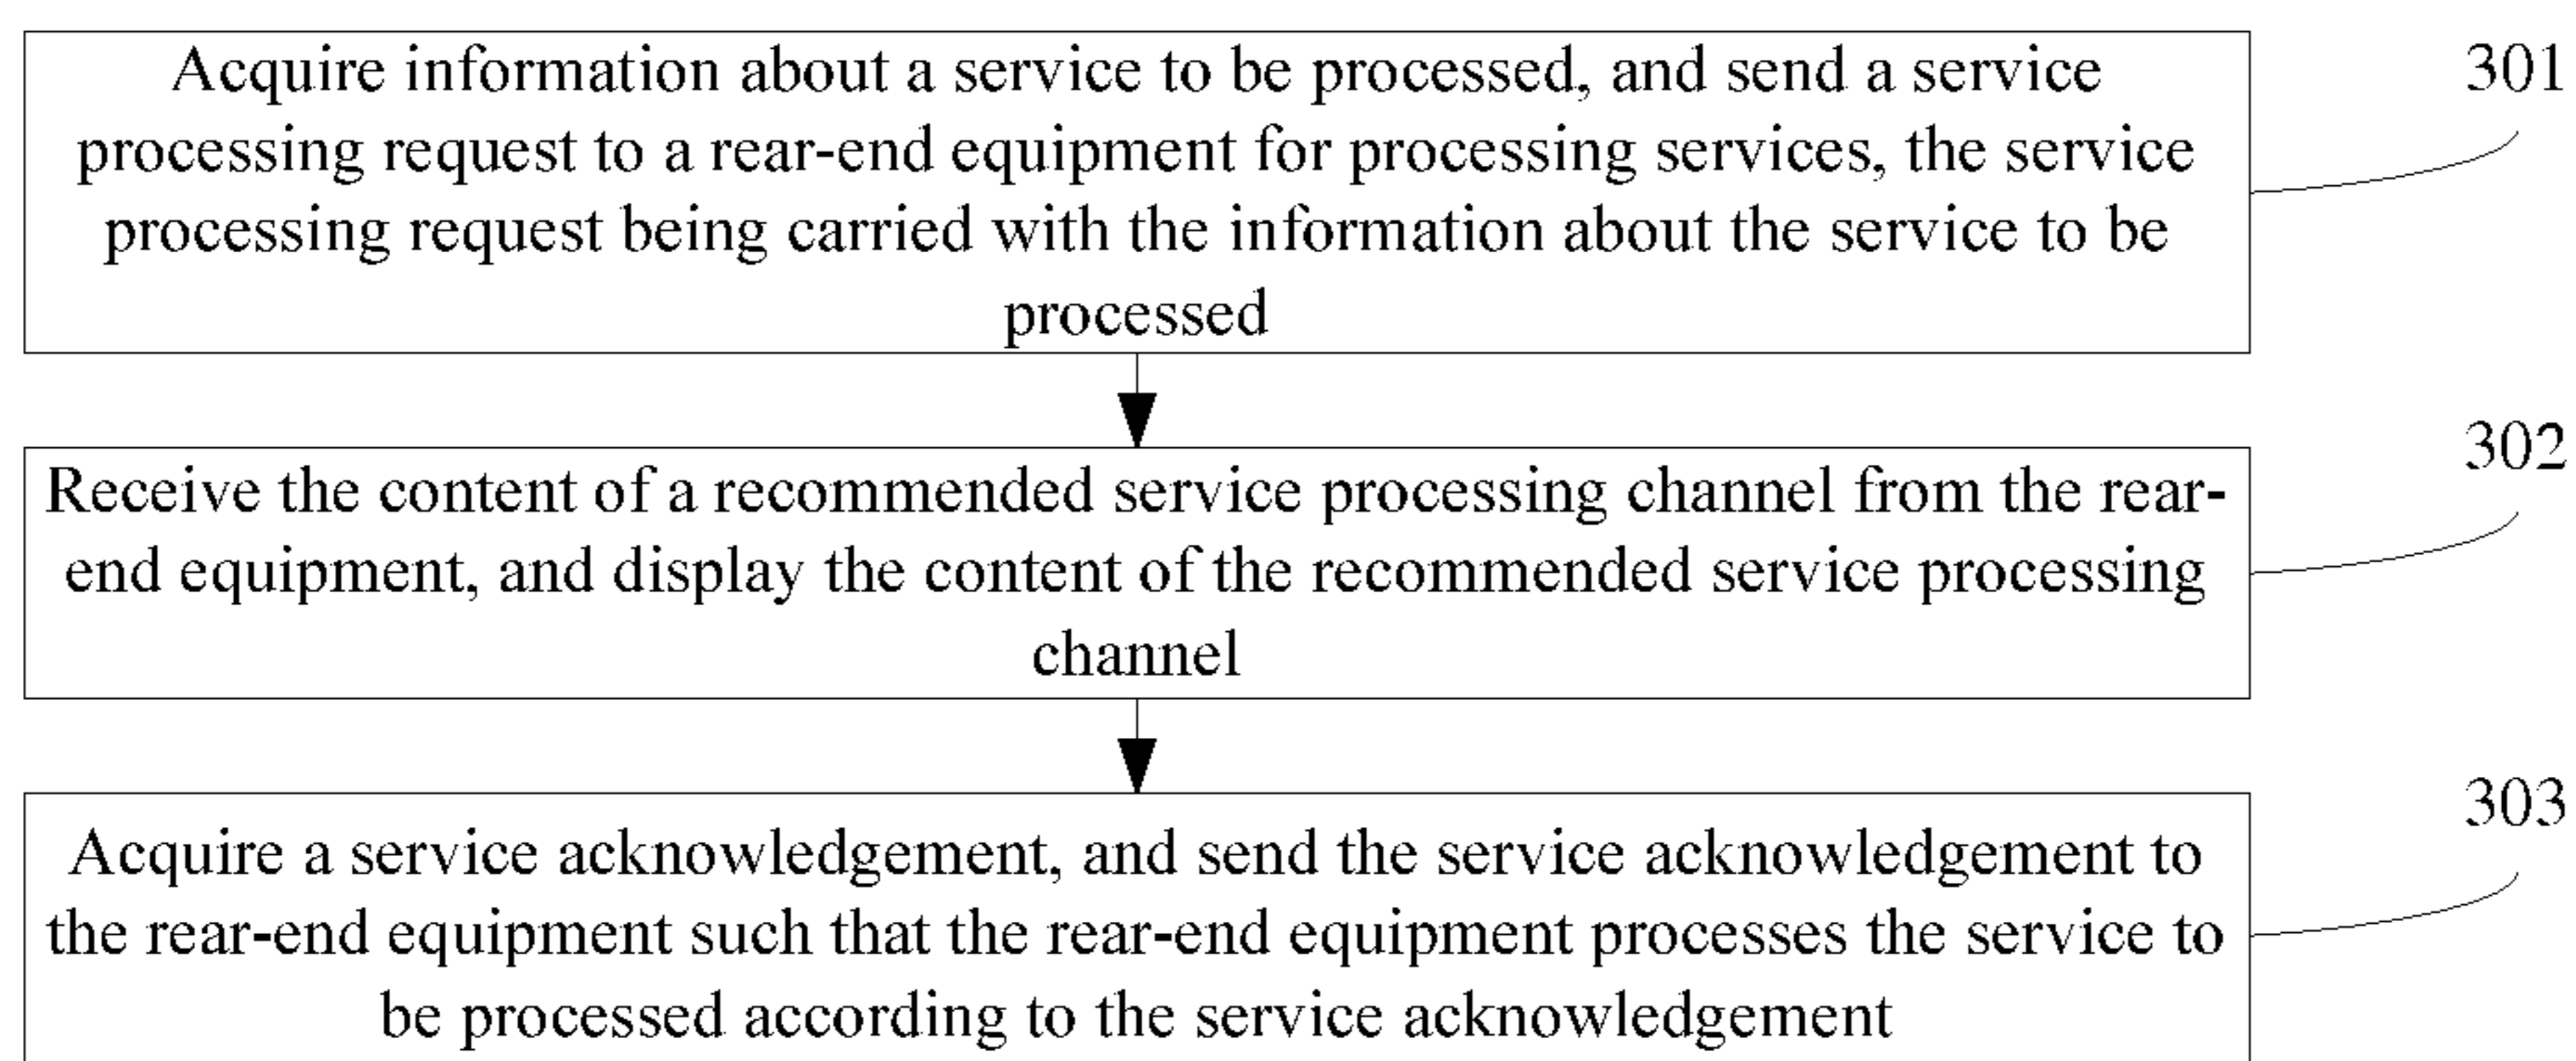 Acquire information about a service to be processed, and send a service
processing request to a rear-end equipment for processing services, the service
processing request being carried with the information about the service to be
processed
301
Receive the content of a recommended service processing channel from the rear-
end equipment, and display the content of the recommended service processing
channel
302
Acquire a service acknowledgement, and send the service acknowledgement to
the rear-end equipment such that the rear-end equipment processes the service to
be processed according to the service acknowledgement
303